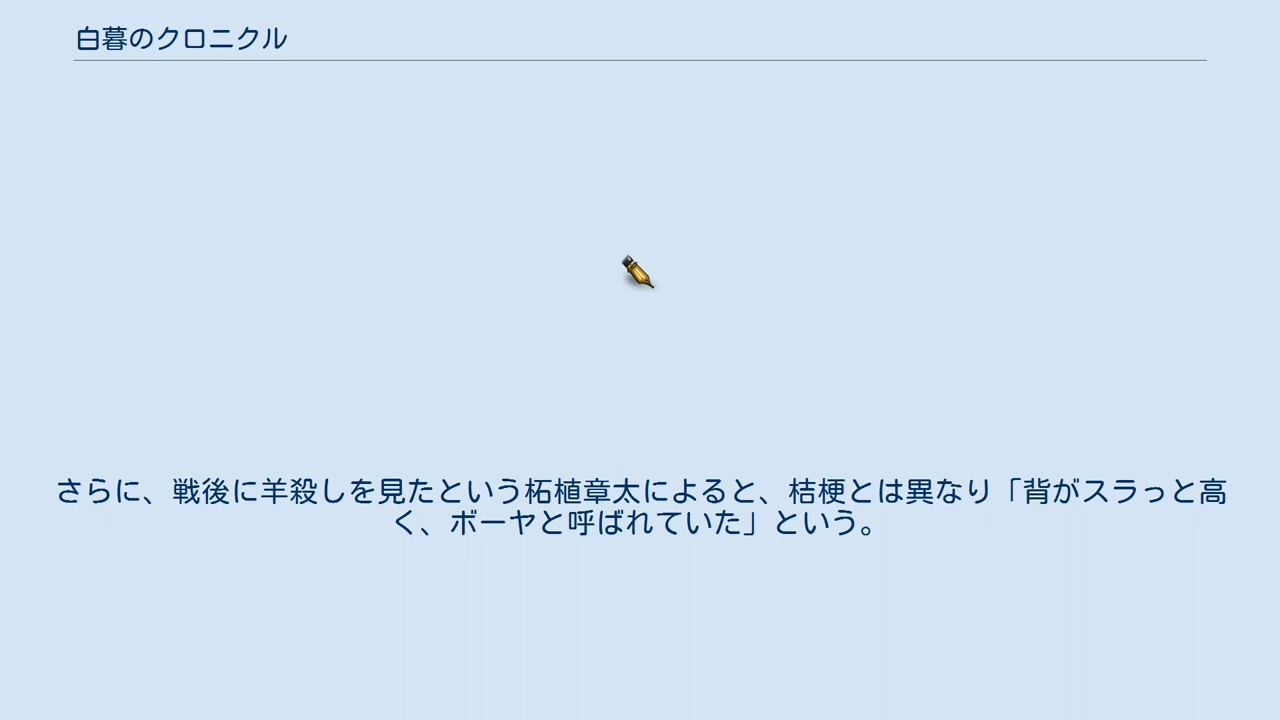 白暮のクロニクル
さらに、戦後に羊殺しを見たという柘植章太によると、桔梗とは異なり「背がスラっと高
く、ボーヤと呼ばれていた」という。